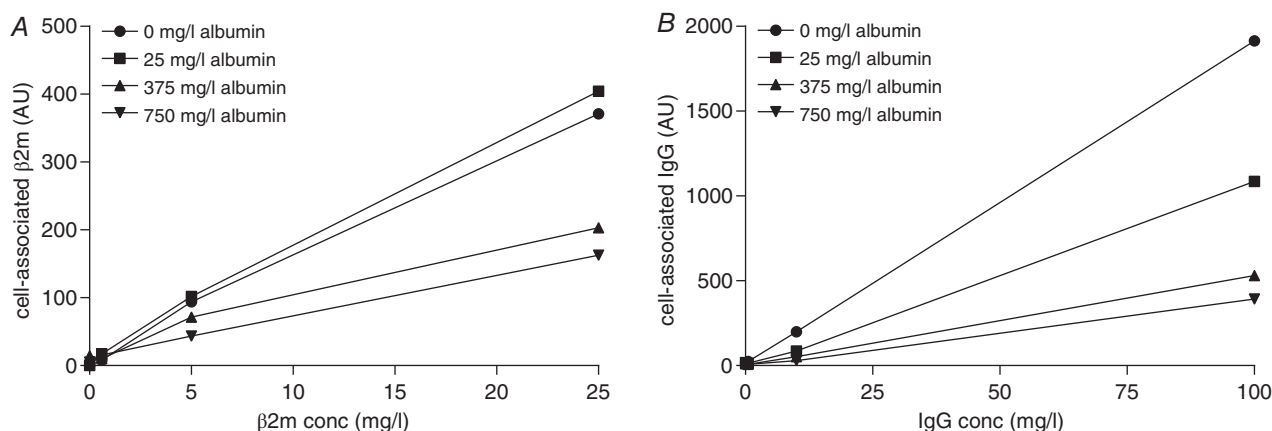 A
500
400
300
200
100
0
cell-associated β2m (AU)
0 mg/l albumin
25 mg/l albumin
375 mg/l albumin
750 mg/l albumin
0 5 10 15 20 25
β2m conc (mg/l)
B
2000
1500
1000
500
0
cell-associated IgG (AU)
0 mg/l albumin
25 mg/l albumin
375 mg/l albumin
750 mg/l albumin
0 25 50 75 100
IgG conc (mg/l)